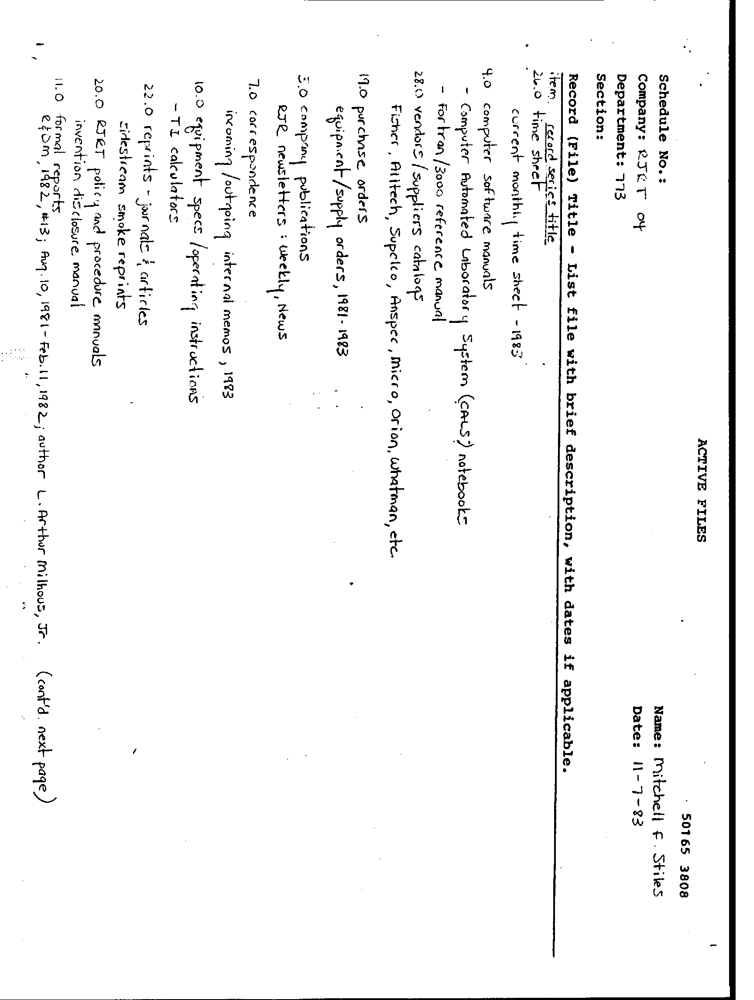 ACTIVE FILES
50165 3808
Schedule No.:
Name: Mitchell F. Stiles
Company: RJRT 04
Date: 11-7-83
Department: 773
Section:
Record (File) Title - List file with brief description, with dates if applicable.
item record series title
26.0 time sheet
current monthly time sheet - 1983
4.0 computer software manuals
- Computer Automated Laboratory System (CALS) notebooks
- Fortran/3000 reference manual
28.0 vendors/suppliers catalogs
Fisher, Alltech, Supelco, Anspec, Micro, Orion, Whatman, etc.
19.0 purchase orders
equipment/supply orders, 1981-1983
5.0 company publications
RJR newsletters : weekly, News
7.0 correspondence
incoming/outgoing internal memos, 1983
10.0 equipment specs/operating instructions
- TI calculators
22.0 reprints - journals & articles
sidestream smoke reprints
20.0 RJRT policy and procedure manuals
invention disclosure manual
11.0 formal reports
R&DM, 1982, #13; Aug. 10, 1981 - Feb. 11, 1982; author L. Arthur Milhous, Jr. (cont'd. next page)